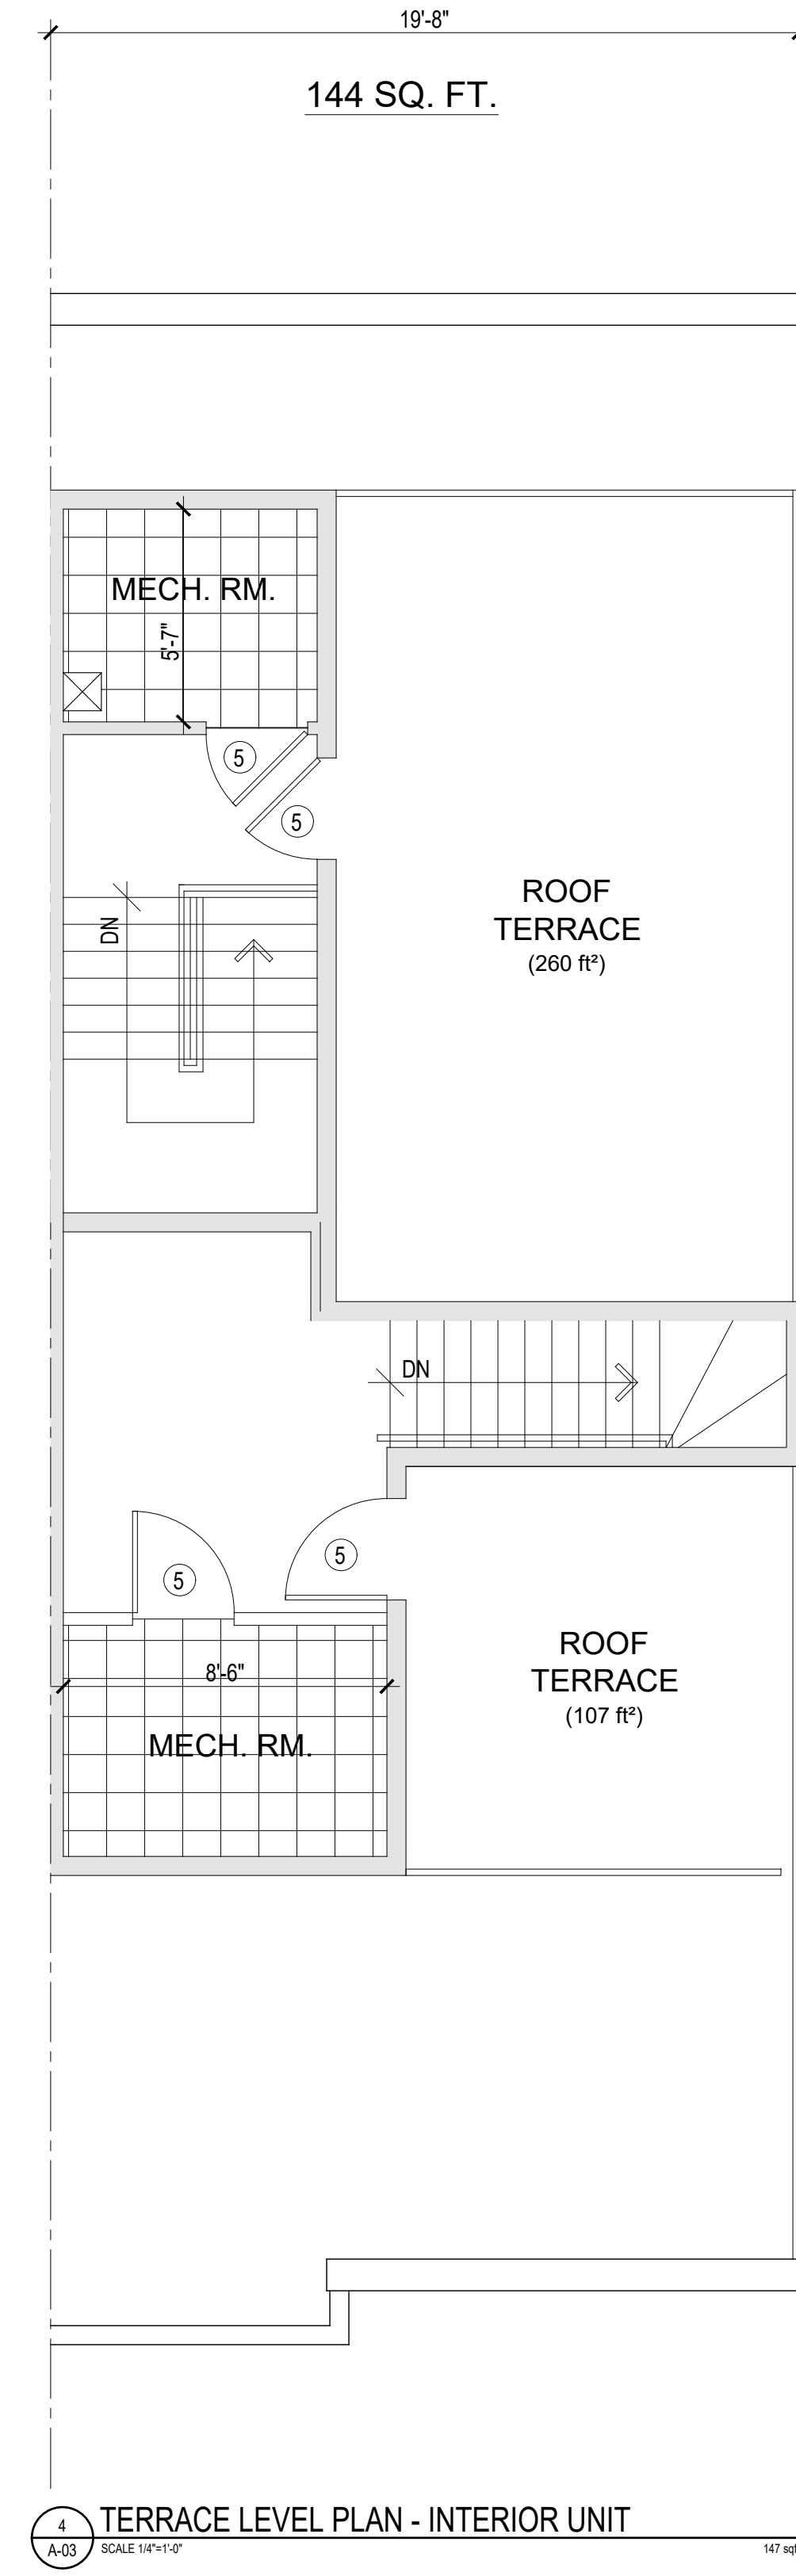 19'-8"
144 SQ. FT.
MECH. RM.
5'-7"
5
5
DN
ROOF
TERRACE
(260 ft²)
DN
5
5
ROOF
TERRACE
(107 ft²)
8'-6"
MECH. RM.
4
A-03
TERRACE LEVEL PLAN - INTERIOR UNIT
SCALE 1/4"=1'-0"
147 sqf